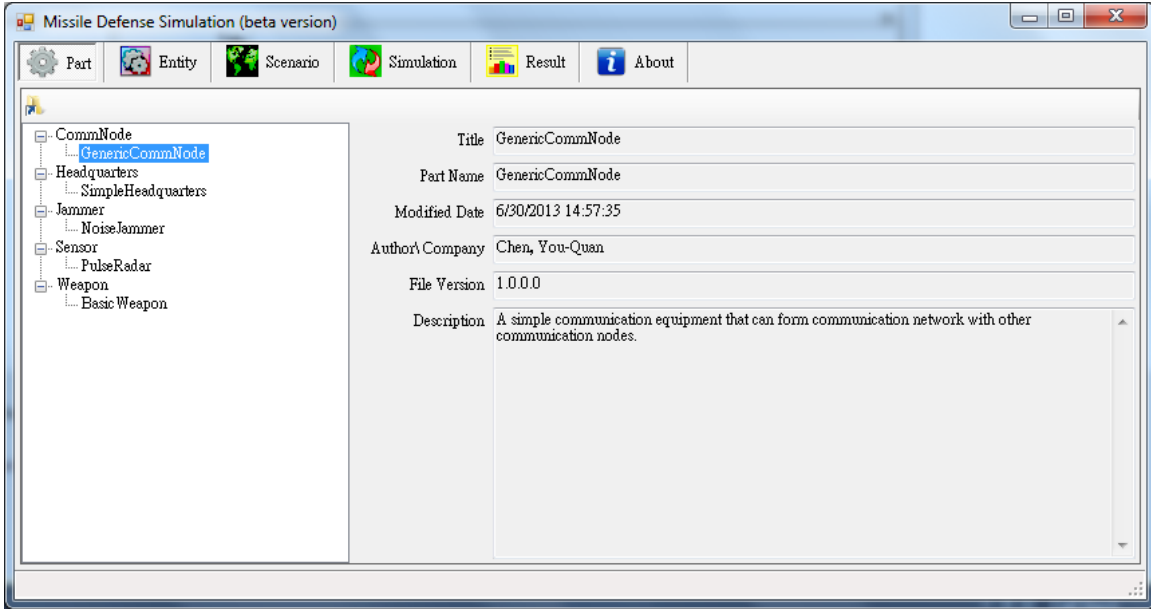 Missile Defense Simulation (beta version)
Part Entity Scenario Simulation Result About
CommNode
GenericCommNode
Headquarters
SimpleHeadquarters
Jammer
NoiseJammer
Sensor
PulseRadar
Weapon
BasicWeapon
Title GenericCommNode
Part Name GenericCommNode
Modified Date 6/30/2013 14:57:35
Author\ Company Chen, You-Quan
File Version 1.0.0.0
Description A simple communication equipment that can form communication network with other
communication nodes.